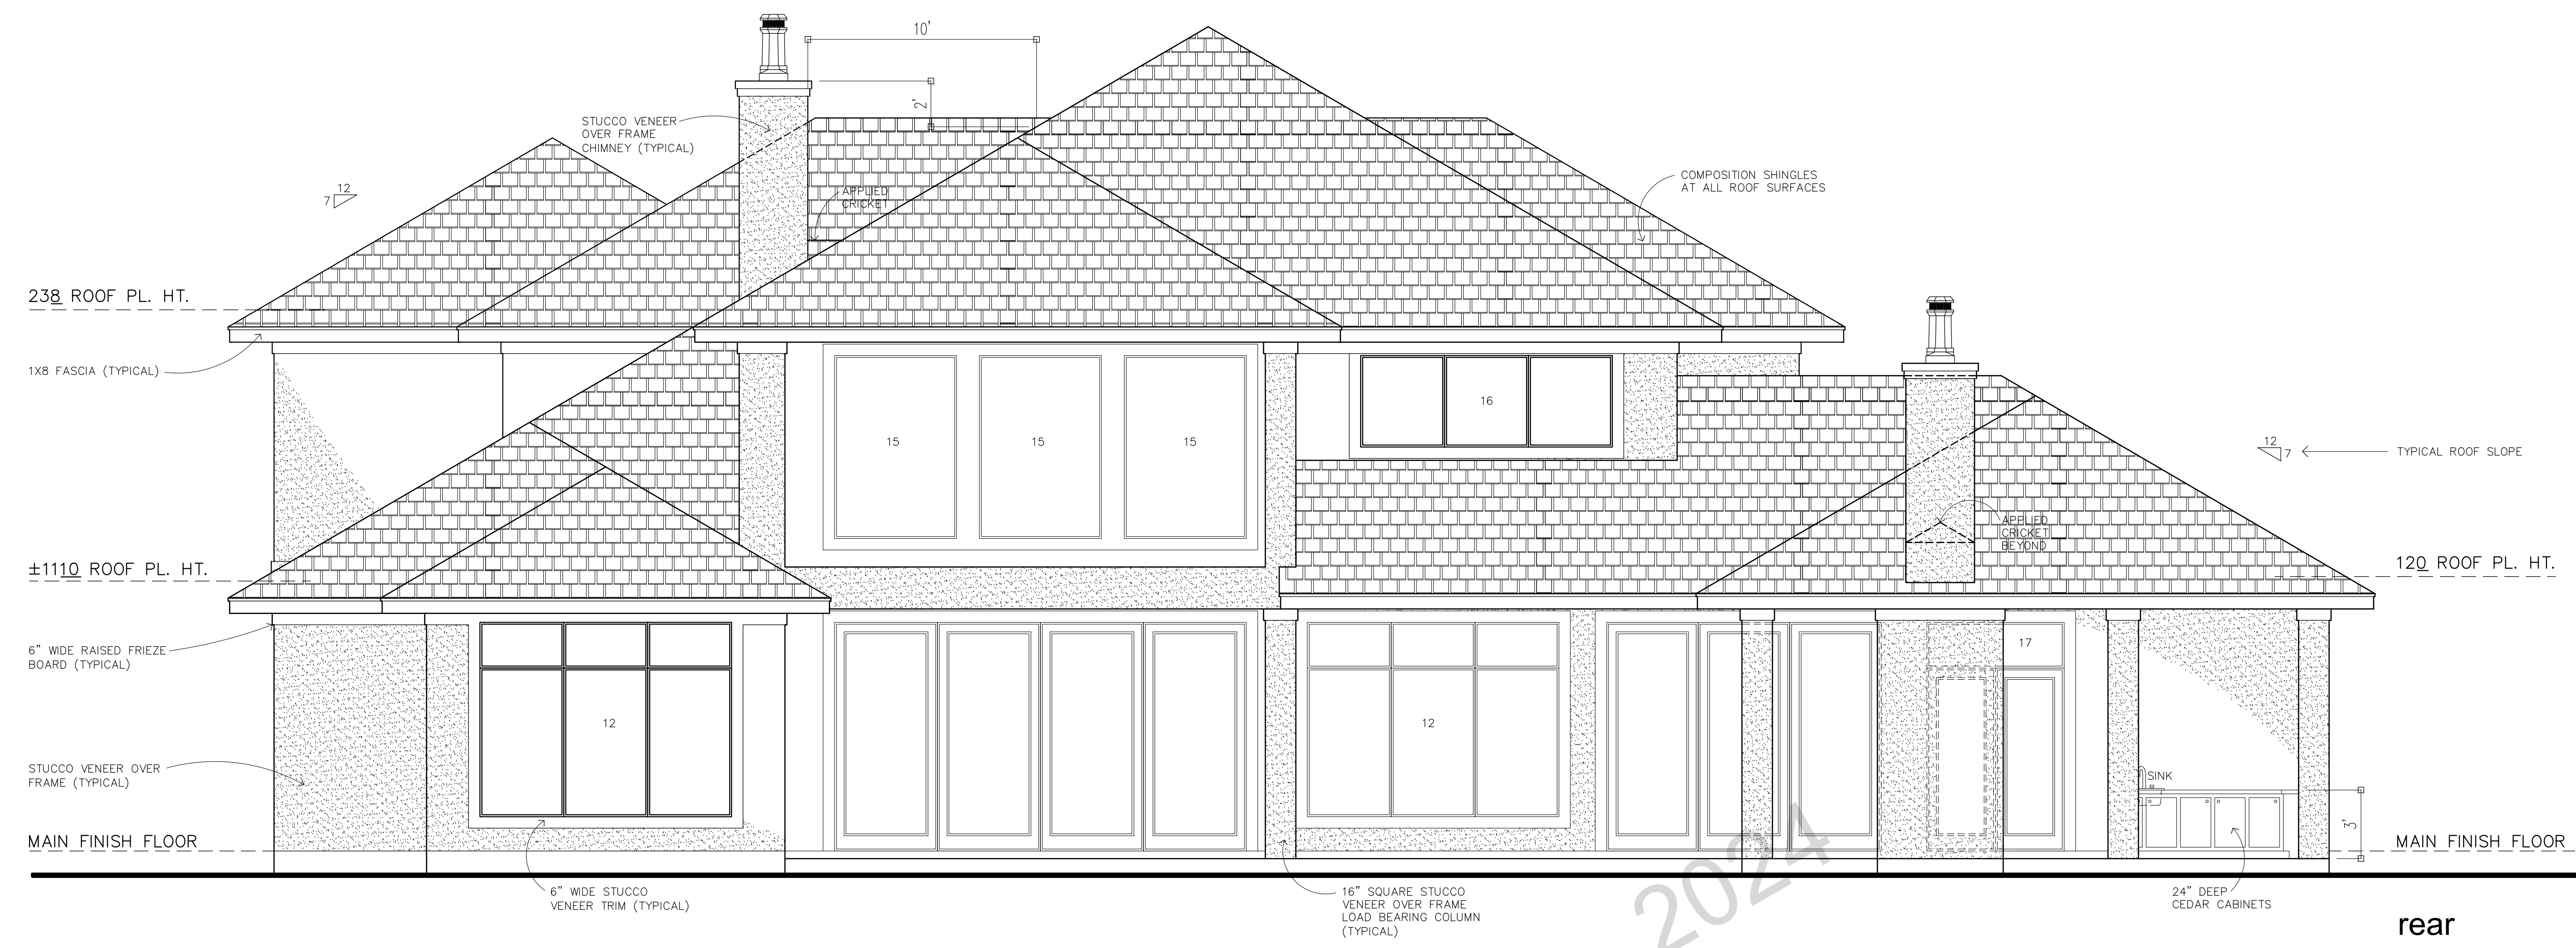 10'
2'
STUCCO VENEER
OVER FRAME
CHIMNEY (TYPICAL)
12
7
APPLIED
CRICKET
COMPOSITION SHINGLES
AT ALL ROOF SURFACES
238 ROOF PL. HT.
1X8 FASCIA (TYPICAL)
15
15
15
16
12
7
TYPICAL ROOF SLOPE
APPLIED
CRICKET
BEYOND
±1110 ROOF PL. HT.
120 ROOF PL. HT.
6" WIDE RAISED FRIEZE
BOARD (TYPICAL)
17
12
12
STUCCO VENEER OVER
FRAME (TYPICAL)
SINK
3'
MAIN FINISH FLOOR
MAIN FINISH FLOOR
6" WIDE STUCCO
VENEER TRIM (TYPICAL)
16" SQUARE STUCCO
VENEER OVER FRAME
LOAD BEARING COLUMN
(TYPICAL)
2024
24" DEEP
CEDAR CABINETS
rear